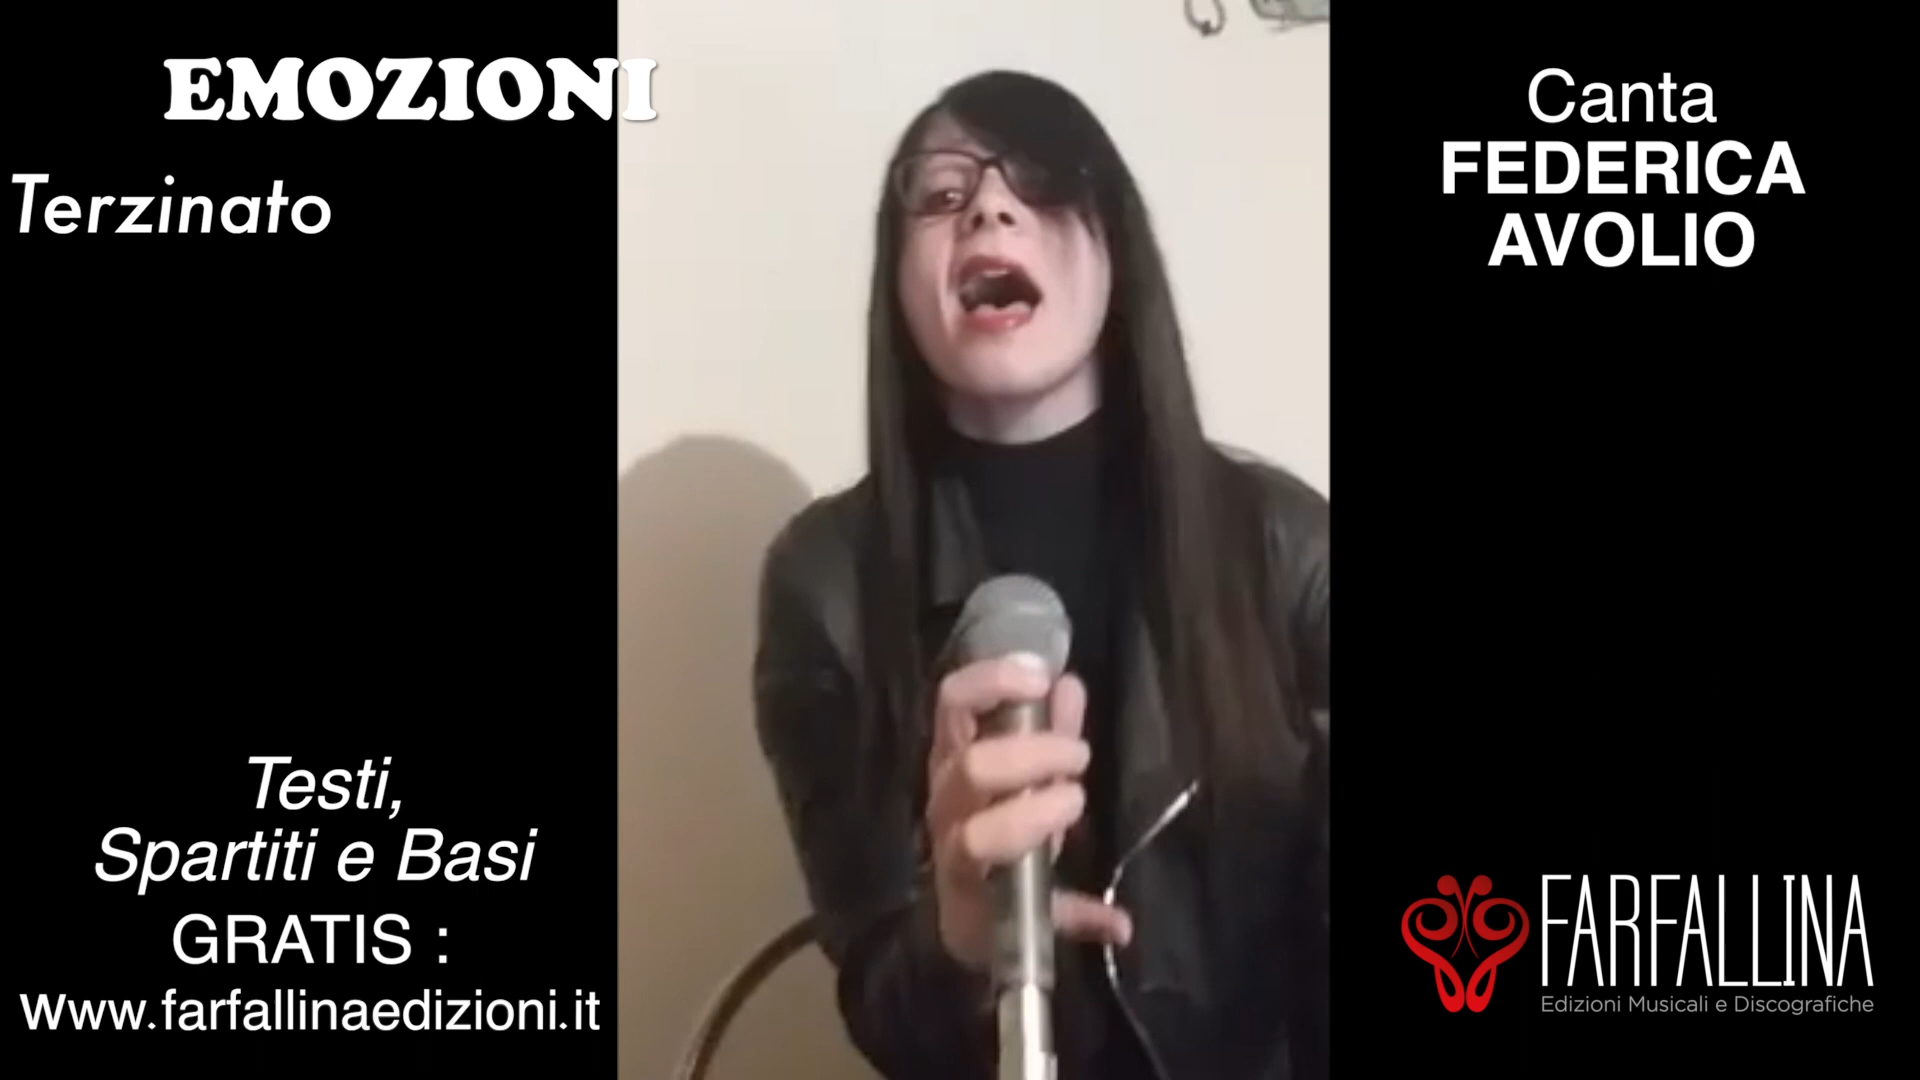 EMOZIONI
Terzinato
Canta
FEDERICA
AVOLIO
Testi,
Spartiti e Basi
GRATIS :
www.farfallinaedizioni.it
FARFALLINA
Edizioni Musicali e Discografiche